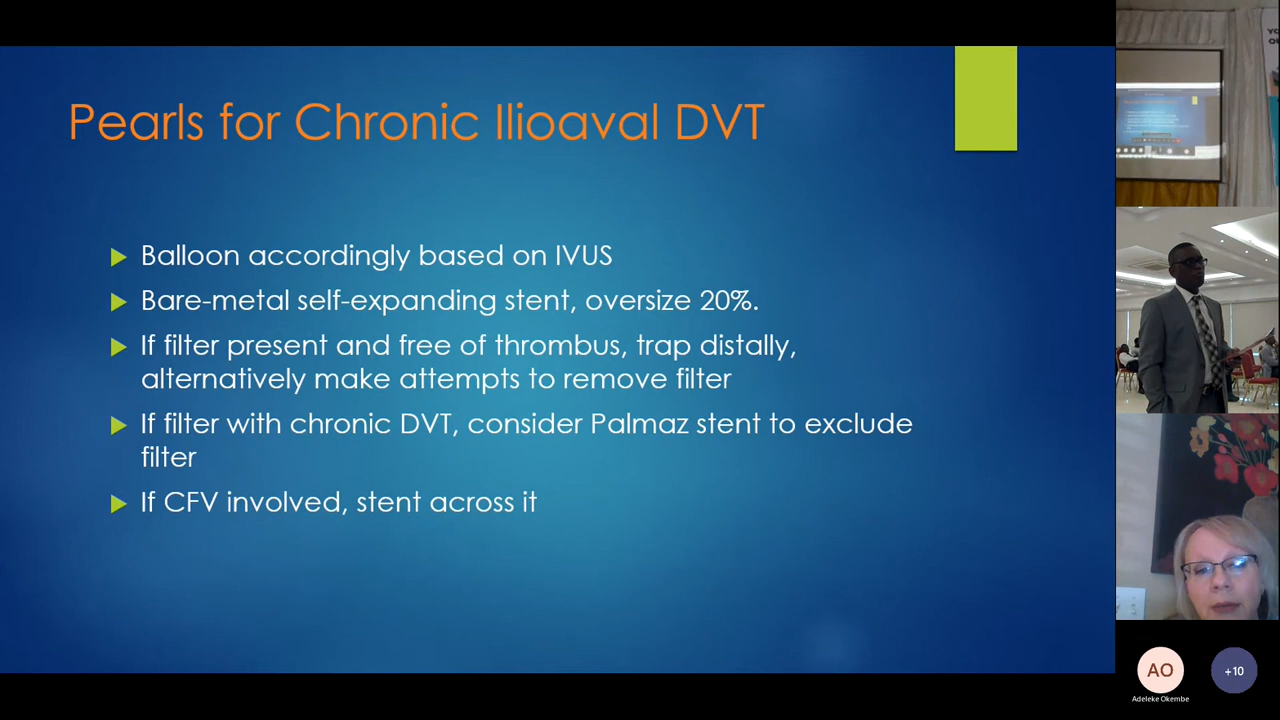 Pearls for Chronic Ilioaval DVT
Balloon accordingly based on IVUS
Bare-metal self-expanding stent, oversize 20%.
If filter present and free of thrombus, trap distally,
alternatively make attempts to remove filter
If filter with chronic DVT, consider Palmaz stent to exclude
filter
If CFV involved, stent across it
AO
+10
Adeleke Okembe